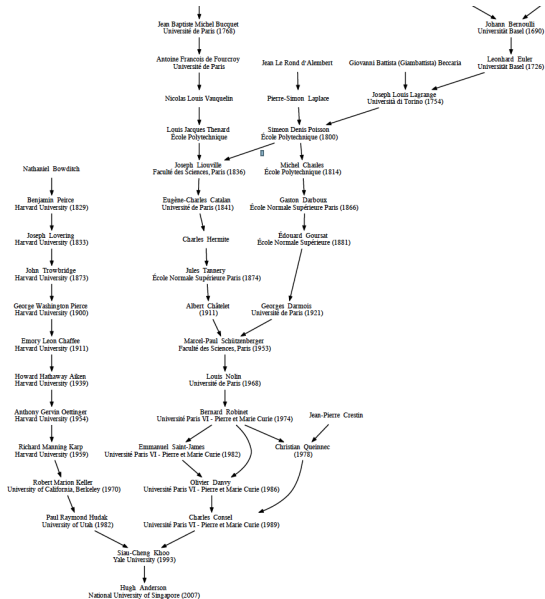 Jean Baptiste Michel Bucquet
Université de Paris (1768)
Johann Bernoulli
Universität Basel (1690)
Antoine Francois de Fourcroy
Université de Paris
Jean Le Rond d'Alembert
Giovanni Battista (Giambattista) Beccaria
Leonhard Euler
Universität Basel (1726)
Nicolas Louis Vauquelin
Pierre-Simon Laplace
Joseph Louis Lagrange
Università di Torino (1754)
Louis Jacques Thenard
École Polytechnique
Simeon Denis Poisson
École Polytechnique (1800)
Nathaniel Bowditch
Joseph Liouville
Faculté des Sciences, Paris (1836)
Michel Chasles
École Polytechnique (1814)
Benjamin Peirce
Harvard University (1829)
Eugène-Charles Catalan
Université de Paris (1841)
Gaston Darboux
École Normale Supérieure Paris (1866)
Joseph Lovering
Harvard University (1833)
Charles Hermite
Édouard Goursat
École Normale Supérieure (1881)
John Trowbridge
Harvard University (1873)
Jules Tannery
École Normale Supérieure Paris (1874)
George Washington Pierce
Harvard University (1900)
Albert Châtelet
(1911)
Georges Darmois
Université de Paris (1921)
Emory Leon Chaffee
Harvard University (1911)
Marcel-Paul Schützenberger
Faculté des Sciences, Paris (1953)
Howard Hathaway Aiken
Harvard University (1939)
Louis Nolin
Université de Paris (1968)
Anthony Gervin Oettinger
Harvard University (1954)
Bernard Robinet
Université Paris VI - Pierre et Marie Curie (1974)
Jean-Pierre Crestin
Richard Manning Karp
Harvard University (1959)
Emmanuel Saint-James
Université Paris VI - Pierre et Marie Curie (1982)
Christian Queinnec
(1978)
Robert Marion Keller
University of California, Berkeley (1970)
Olivier Danvy
Université Paris VI - Pierre et Marie Curie (1986)
Paul Raymond Hudak
University of Utah (1982)
Charles Consel
Université Paris VI - Pierre et Marie Curie (1989)
Siau-Cheng Khoo
Yale University (1993)
Hugh Anderson
National University of Singapore (2007)